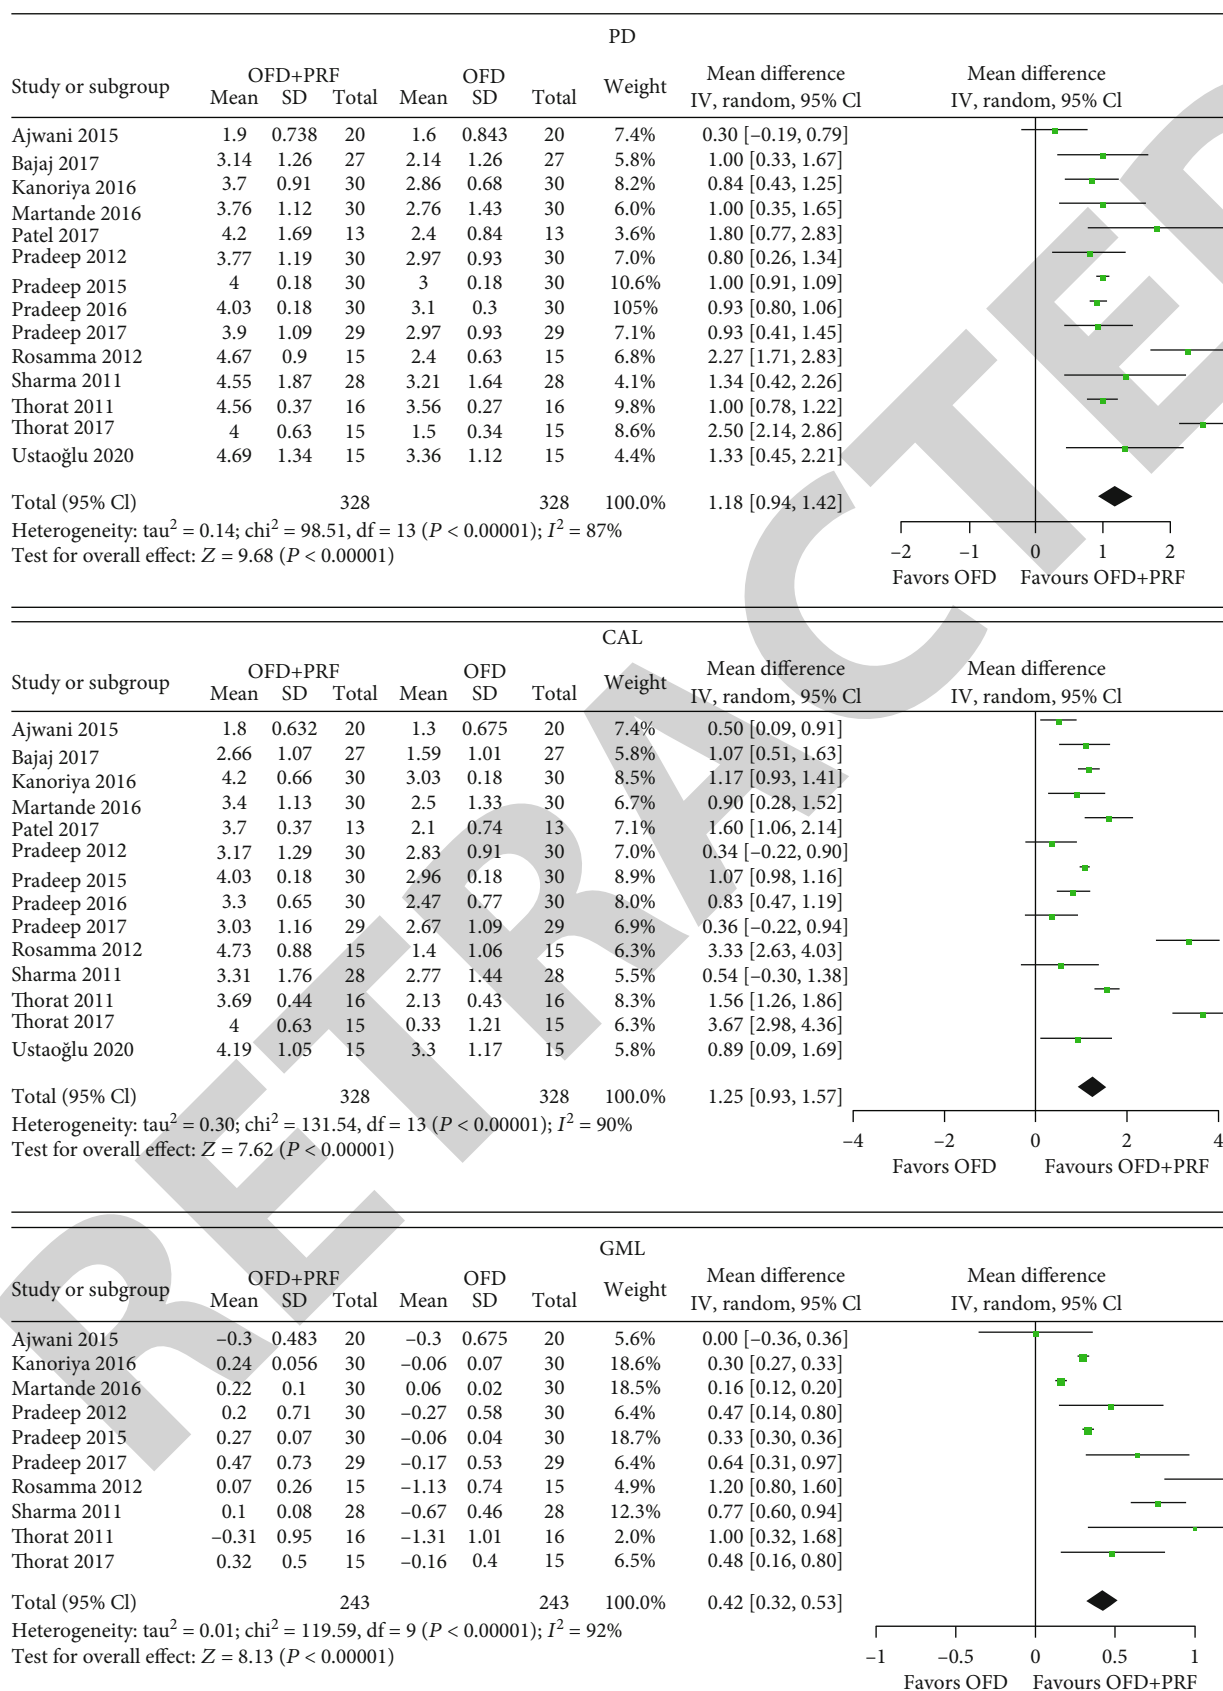 PD
Study or subgroup OFD+PRF OFD Weight Mean difference Mean difference
Mean SD Total Mean SD Total IV, random, 95% Cl IV, random, 95% Cl
Ajwani 2015 1.9 0.738 20 1.6 0.843 20 7.4% 0.30 [−0.19, 0.79]
Bajaj 2017 3.14 1.26 27 2.14 1.26 27 5.8% 1.00 [0.33, 1.67]
Kanoriya 2016 3.7 0.91 30 2.86 0.68 30 8.2% 0.84 [0.43, 1.25]
Martande 2016 3.76 1.12 30 2.76 1.43 30 6.0% 1.00 [0.35, 1.65]
Patel 2017 4.2 1.69 13 2.4 0.84 13 3.6% 1.80 [0.77, 2.83]
Pradeep 2012 3.77 1.19 30 2.97 0.93 30 7.0% 0.80 [0.26, 1.34]
Pradeep 2015 4 0.18 30 3 0.18 30 10.6% 1.00 [0.91, 1.09]
Pradeep 2016 4.03 0.18 30 3.1 0.3 30 105% 0.93 [0.80, 1.06]
Pradeep 2017 3.9 1.09 29 2.97 0.93 29 7.1% 0.93 [0.41, 1.45]
Rosamma 2012 4.67 0.9 15 2.4 0.63 15 6.8% 2.27 [1.71, 2.83]
Sharma 2011 4.55 1.87 28 3.21 1.64 28 4.1% 1.34 [0.42, 2.26]
Thorat 2011 4.56 0.37 16 3.56 0.27 16 9.8% 1.00 [0.78, 1.22]
Thorat 2017 4 0.63 15 1.5 0.34 15 8.6% 2.50 [2.14, 2.86]
Ustaoğlu 2020 4.69 1.34 15 3.36 1.12 15 4.4% 1.33 [0.45, 2.21]
Total (95% Cl) 328 328 100.0% 1.18 [0.94, 1.42]
Heterogeneity: tau² = 0.14; chi² = 98.51, df = 13 (P < 0.00001); I² = 87%
Test for overall effect: Z = 9.68 (P < 0.00001)
−2 −1 0 1 2
Favors OFD Favours OFD+PRF
CAL
Study or subgroup OFD+PRF OFD Weight Mean difference Mean difference
Mean SD Total Mean SD Total IV, random, 95% Cl IV, random, 95% Cl
Ajwani 2015 1.8 0.632 20 1.3 0.675 20 7.4% 0.50 [0.09, 0.91]
Bajaj 2017 2.66 1.07 27 1.59 1.01 27 5.8% 1.07 [0.51, 1.63]
Kanoriya 2016 4.2 0.66 30 3.03 0.18 30 8.5% 1.17 [0.93, 1.41]
Martande 2016 3.4 1.13 30 2.5 1.33 30 6.7% 0.90 [0.28, 1.52]
Patel 2017 3.7 0.37 13 2.1 0.74 13 7.1% 1.60 [1.06, 2.14]
Pradeep 2012 3.17 1.29 30 2.83 0.91 30 7.0% 0.34 [−0.22, 0.90]
Pradeep 2015 4.03 0.18 30 2.96 0.18 30 8.9% 1.07 [0.98, 1.16]
Pradeep 2016 3.3 0.65 30 2.47 0.77 30 8.0% 0.83 [0.47, 1.19]
Pradeep 2017 3.03 1.16 29 2.67 1.09 29 6.9% 0.36 [−0.22, 0.94]
Rosamma 2012 4.73 0.88 15 1.4 1.06 15 6.3% 3.33 [2.63, 4.03]
Sharma 2011 3.31 1.76 28 2.77 1.44 28 5.5% 0.54 [−0.30, 1.38]
Thorat 2011 3.69 0.44 16 2.13 0.43 16 8.3% 1.56 [1.26, 1.86]
Thorat 2017 4 0.63 15 0.33 1.21 15 6.3% 3.67 [2.98, 4.36]
Ustaoğlu 2020 4.19 1.05 15 3.3 1.17 15 5.8% 0.89 [0.09, 1.69]
Total (95% Cl) 328 328 100.0% 1.25 [0.93, 1.57]
Heterogeneity: tau² = 0.30; chi² = 131.54, df = 13 (P < 0.00001); I² = 90%
Test for overall effect: Z = 7.62 (P < 0.00001)
−4 −2 0 2 4
Favors OFD Favours OFD+PRF
GML
Study or subgroup OFD+PRF OFD Weight Mean difference Mean difference
Mean SD Total Mean SD Total IV, random, 95% Cl IV, random, 95% Cl
Ajwani 2015 −0.3 0.483 20 −0.3 0.675 20 5.6% 0.00 [−0.36, 0.36]
Kanoriya 2016 0.24 0.056 30 −0.06 0.07 30 18.6% 0.30 [0.27, 0.33]
Martande 2016 0.22 0.1 30 0.06 0.02 30 18.5% 0.16 [0.12, 0.20]
Pradeep 2012 0.2 0.71 30 −0.27 0.58 30 6.4% 0.47 [0.14, 0.80]
Pradeep 2015 0.27 0.07 30 −0.06 0.04 30 18.7% 0.33 [0.30, 0.36]
Pradeep 2017 0.47 0.73 29 −0.17 0.53 29 6.4% 0.64 [0.31, 0.97]
Rosamma 2012 0.07 0.26 15 −1.13 0.74 15 4.9% 1.20 [0.80, 1.60]
Sharma 2011 0.1 0.08 28 −0.67 0.46 28 12.3% 0.77 [0.60, 0.94]
Thorat 2011 −0.31 0.95 16 −1.31 1.01 16 2.0% 1.00 [0.32, 1.68]
Thorat 2017 0.32 0.5 15 −0.16 0.4 15 6.5% 0.48 [0.16, 0.80]
Total (95% Cl) 243 243 100.0% 0.42 [0.32, 0.53]
Heterogeneity: tau² = 0.01; chi² = 119.59, df = 9 (P < 0.00001); I² = 92%
Test for overall effect: Z = 8.13 (P < 0.00001)
−1 −0.5 0 0.5 1
Favors OFD Favours OFD+PRF
RETRACTED